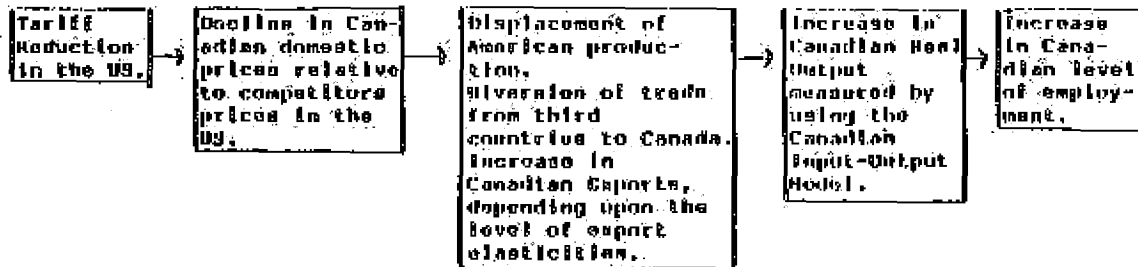 Tariff
Reduction
in the US.
Decline in Can-
adian domestic
prices relative
to competitors
prices in the
US.
Displacement of
American produc-
tion.
Diversion of trade
from third
countries to Canada.
Increase in
Canadian Exports,
depending upon the
level of export
elasticities.
Increase in
Canadian Real
Output
measured by
using the
Canadian
Input-Output
Model.
Increase
in Cana-
dian level
of employ-
ment.